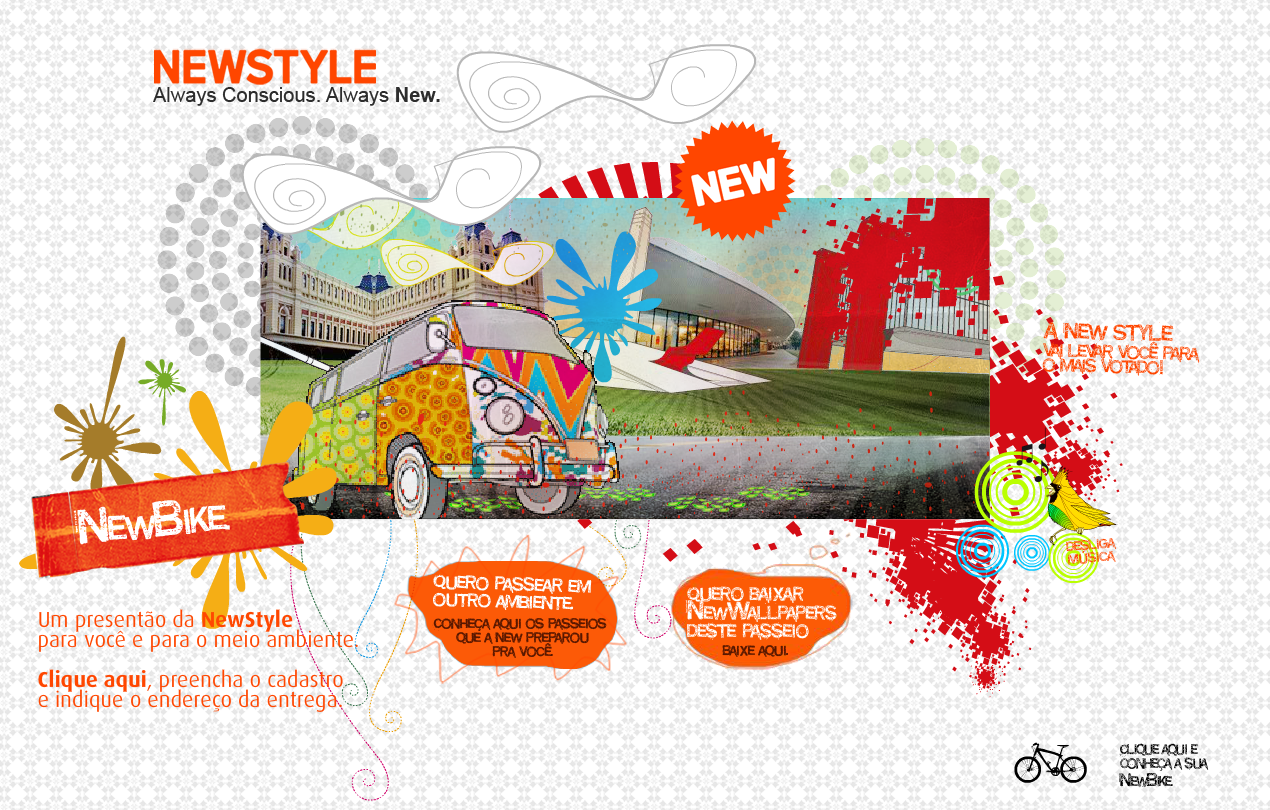 NEWSTYLE
Always Conscious. Always New.
NEW
A NEW STYLE
VAI LEVAR VOCÊ PARA
O MAIS VOTADO!
NEWBIKE
DESLIGA
MÚSICA
Um presentão da NewStyle
para você e para o meio ambiente.
Clique aqui, preencha o cadastro
e indique o endereço da entrega.
QUERO PASSEAR EM
OUTRO AMBIENTE
CONHEÇA AQUI OS PASSEIOS
QUE A NEW PREPAROU
PRA VOCÊ.
QUERO BAIXAR
NEWWALLPAPERS
DESTE PASSEIO
BAIXE AQUI.
CLIQUE AQUI E
CONHEÇA A SUA
NEWBIKE